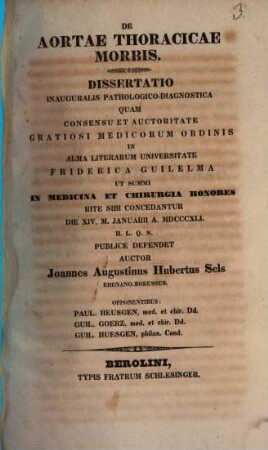 3.
DE
AORTAE THORACICAE
MORBIS.
DISSERTATIO
INAUGURALIS PATHOLOGICO-DIAGNOSTICA
QUAM
CONSENSU ET AUCTORITATE
GRATIOSI MEDICORUM ORDINIS
IN
ALMA LITERARUM UNIVERSITATE
FRIDERICA GUILELMA
UT SUMMI
IN MEDICINA ET CHIRURGIA HONORES
RITE SIBI CONCEDANTUR
DIE XIV. M. JANUARII A. MDCCCXLI.
H. L. Q. S.
PUBLICE DEFENDET
AUCTOR
Joannes Augustinus Hubertus Sels
RHENANO-BORUSSUS.
OPPONENTIBUS:
PAUL. HEUSGEN, med. et chir. Dd.
GUIL. GOERZ, med. et chir. Dd.
GUIL. HUESGEN, philos. Cand.
BEROLINI,
TYPIS FRATRUM SCHLESINGER.